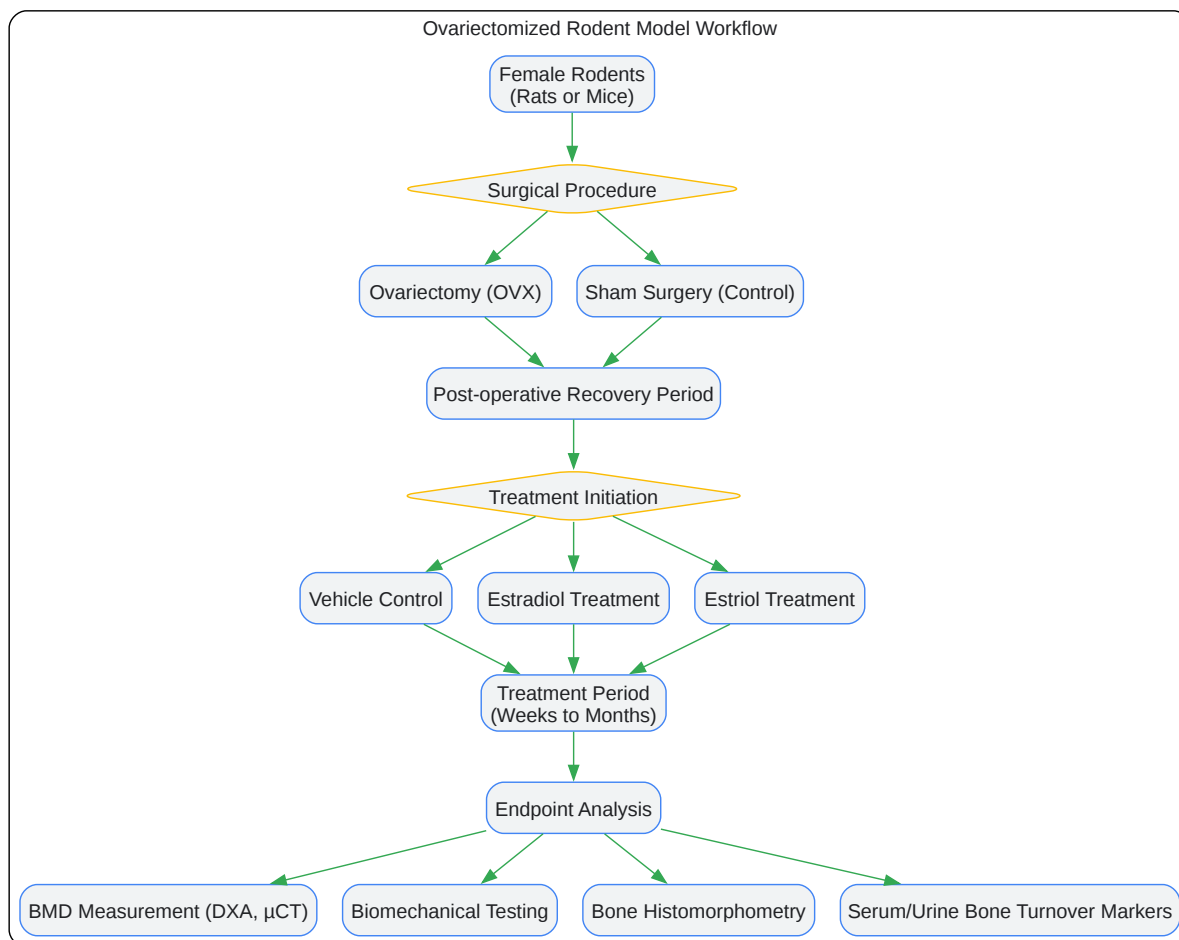 Ovariectomized Rodent Model Workflow
Female Rodents
(Rats or Mice)
Surgical Procedure
Ovariectomy (OVX)
Sham Surgery (Control)
Post-operative Recovery Period
Treatment Initiation
Vehicle Control
Estradiol Treatment
Estriol Treatment
Treatment Period
(Weeks to Months)
Endpoint Analysis
BMD Measurement (DXA, µCT)
Biomechanical Testing
Bone Histomorphometry
Serum/Urine Bone Turnover Markers